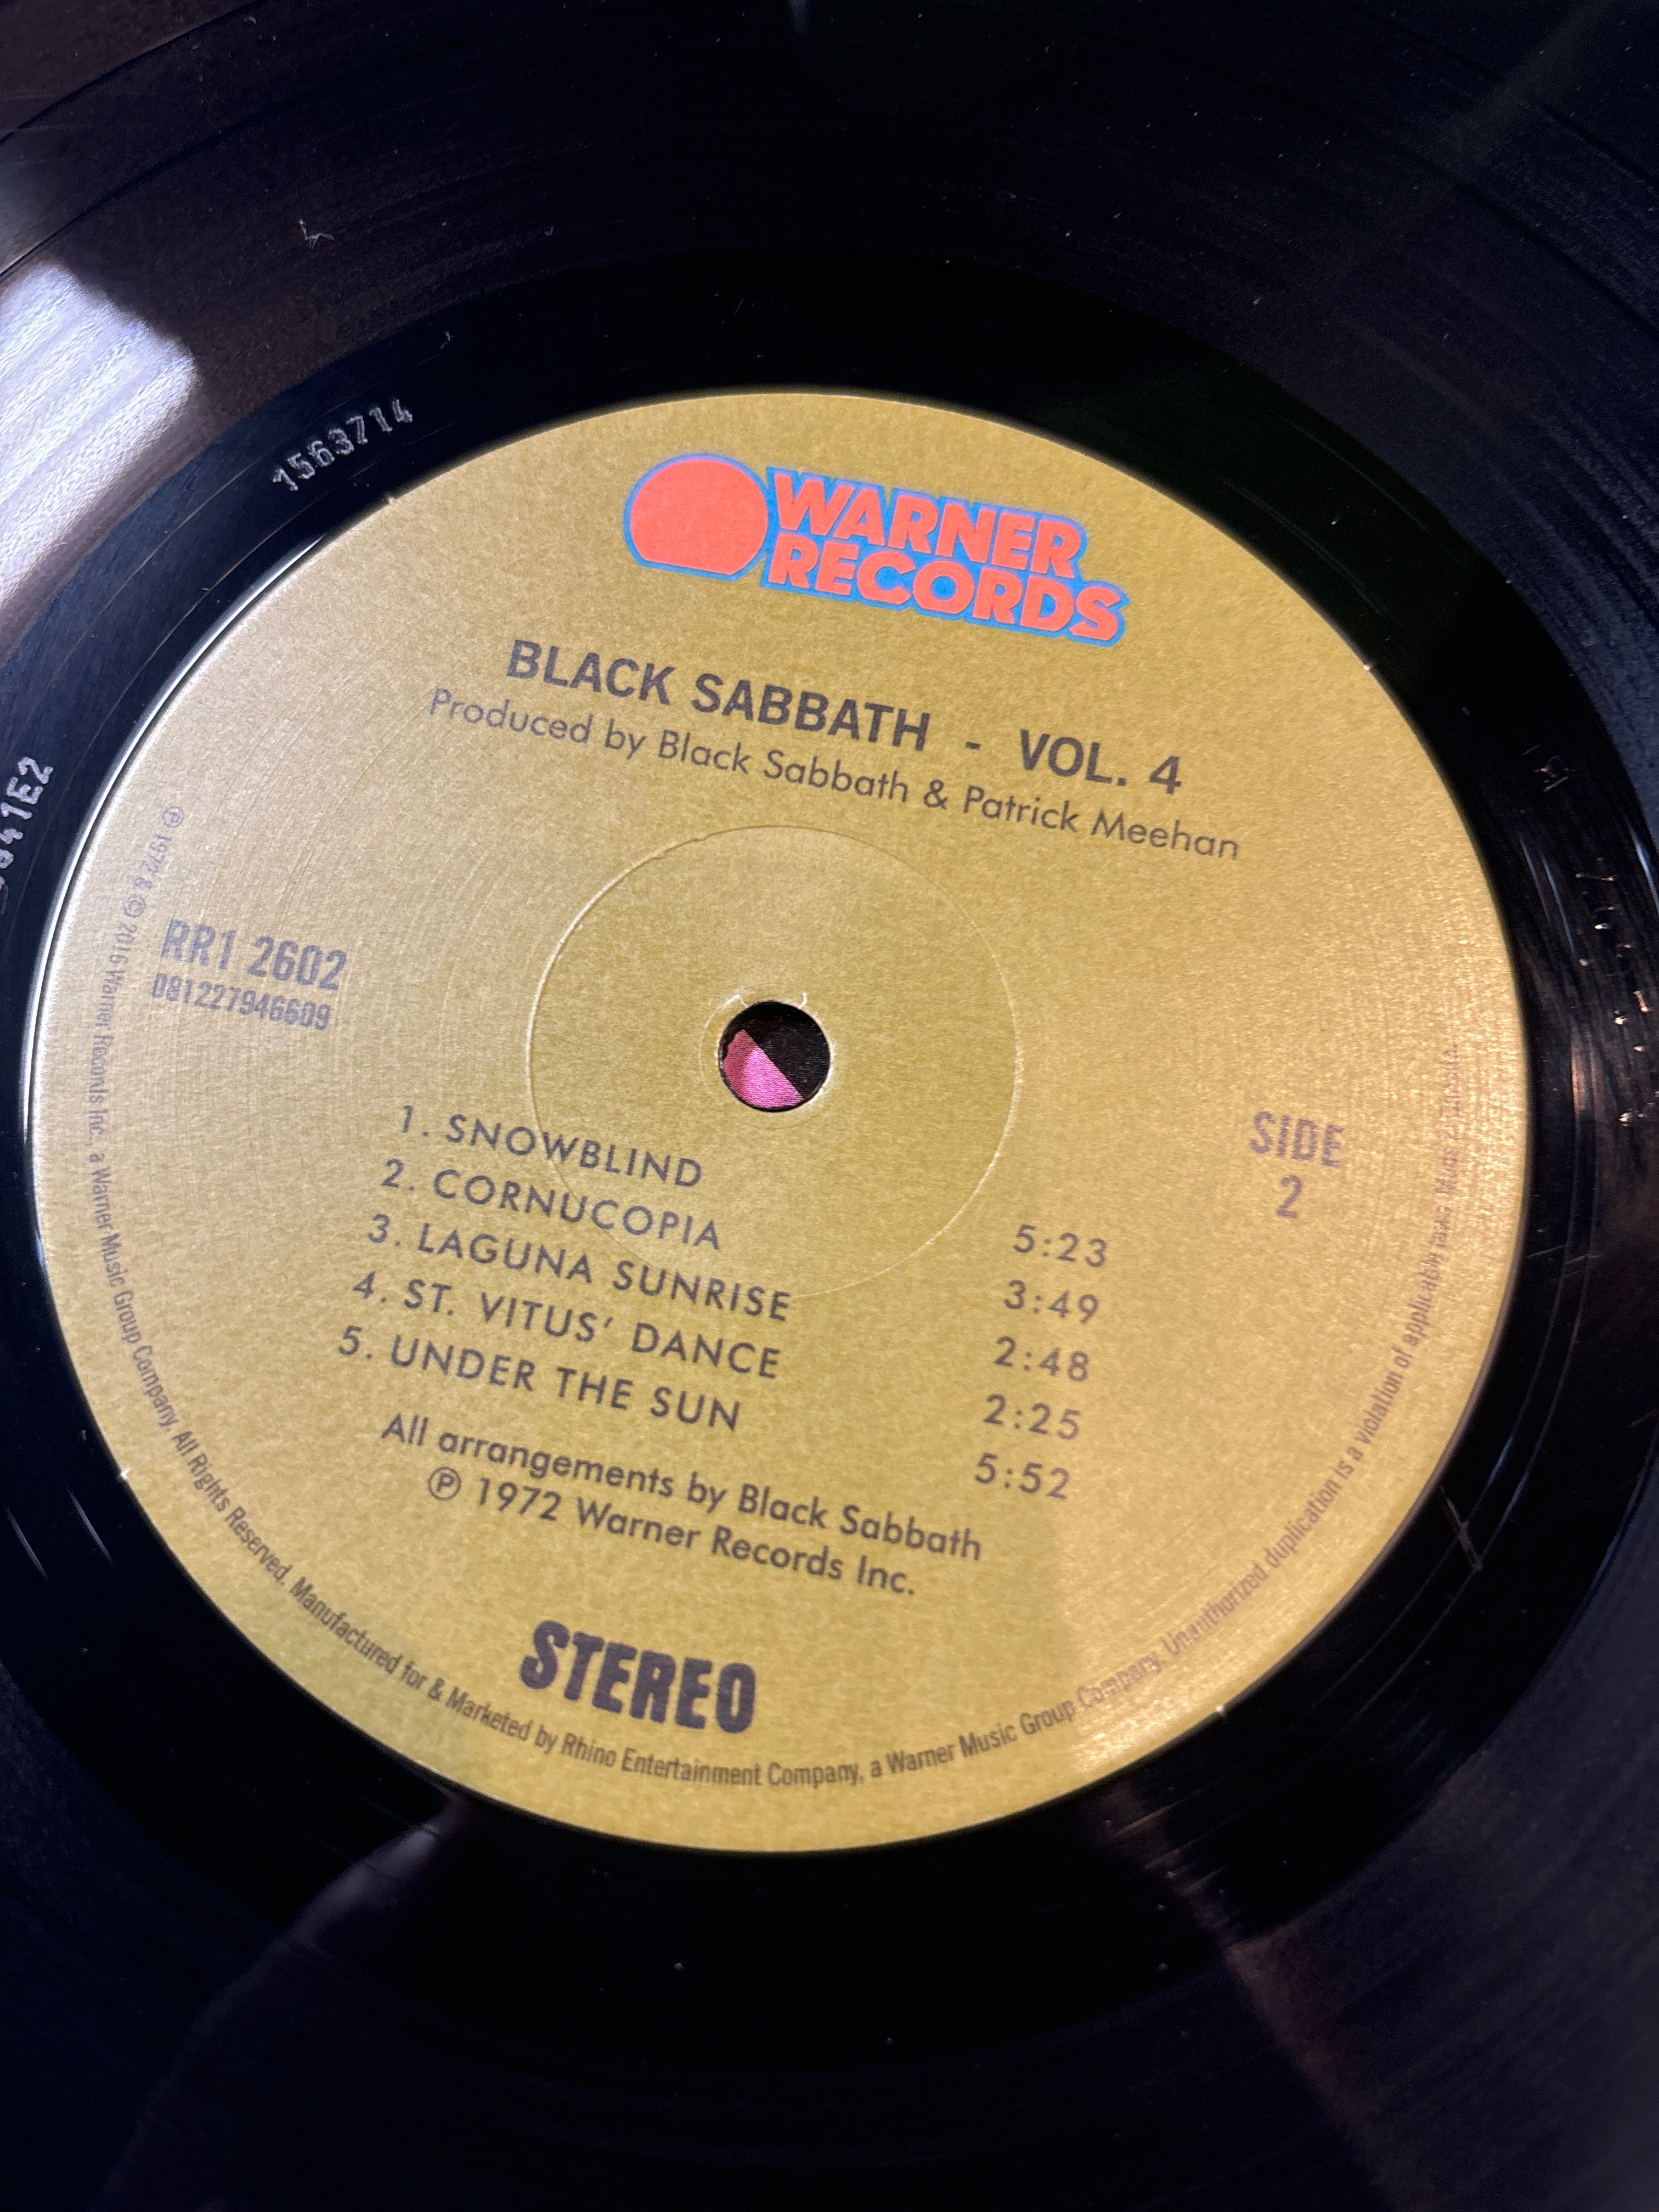 1563714
41E2
WARNER
RECORDS
BLACK SABBATH - VOL. 4
Produced by Black Sabbath & Patrick Meehan
RR1 2602
081227946609
SIDE
2
1. SNOWBLIND 5:23
2. CORNUCOPIA 3:49
3. LAGUNA SUNRISE 2:48
4. ST. VITUS' DANCE 2:25
5. UNDER THE SUN 5:52
All arrangements by Black Sabbath
℗ 1972 Warner Records Inc.
STEREO
℗ 1972 & © 2016 Warner Records Inc., a Warner Music Group Company. All Rights Reserved. Manufactured for & Marketed by Rhino Entertainment Company, a Warner Music Group Company. Unauthorized duplication is a violation of applicable laws.